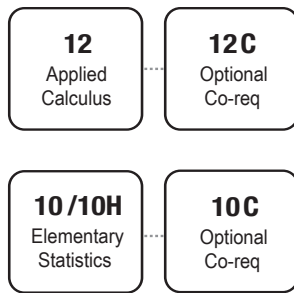 12
Applied
Calculus
12C
Optional
Co-req
10/10H
Elementary
Statistics
10C
Optional
Co-req